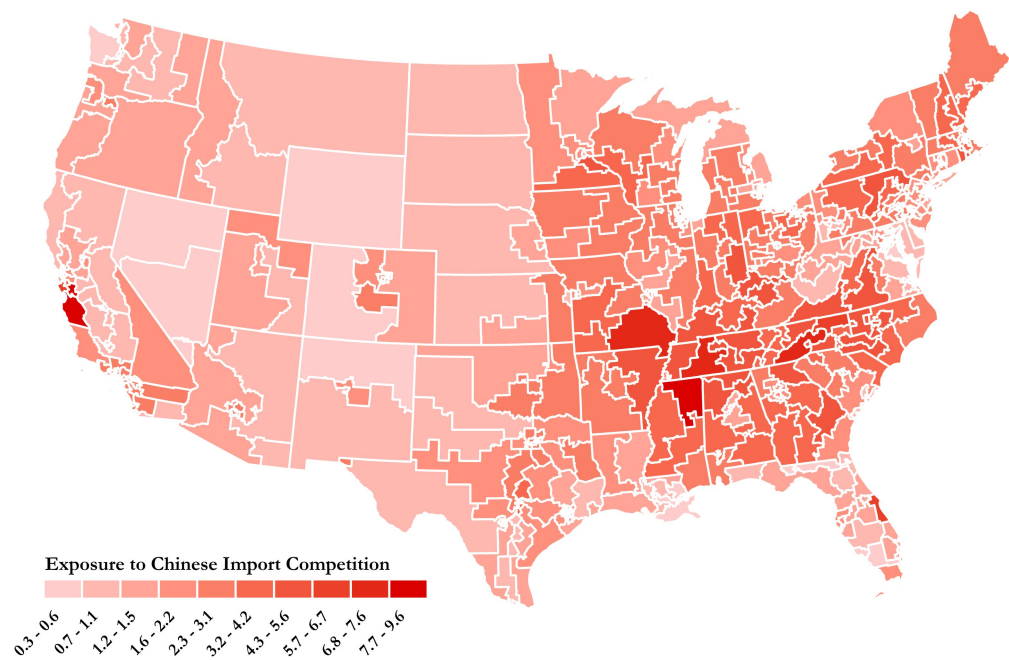 Exposure to Chinese Import Competition
0.3 - 0.6
0.7 - 1.1
1.2 - 1.5
1.6 - 2.2
2.3 - 3.1
3.2 - 4.2
4.3 - 5.6
5.7 - 6.7
6.8 - 7.6
7.7 - 9.6